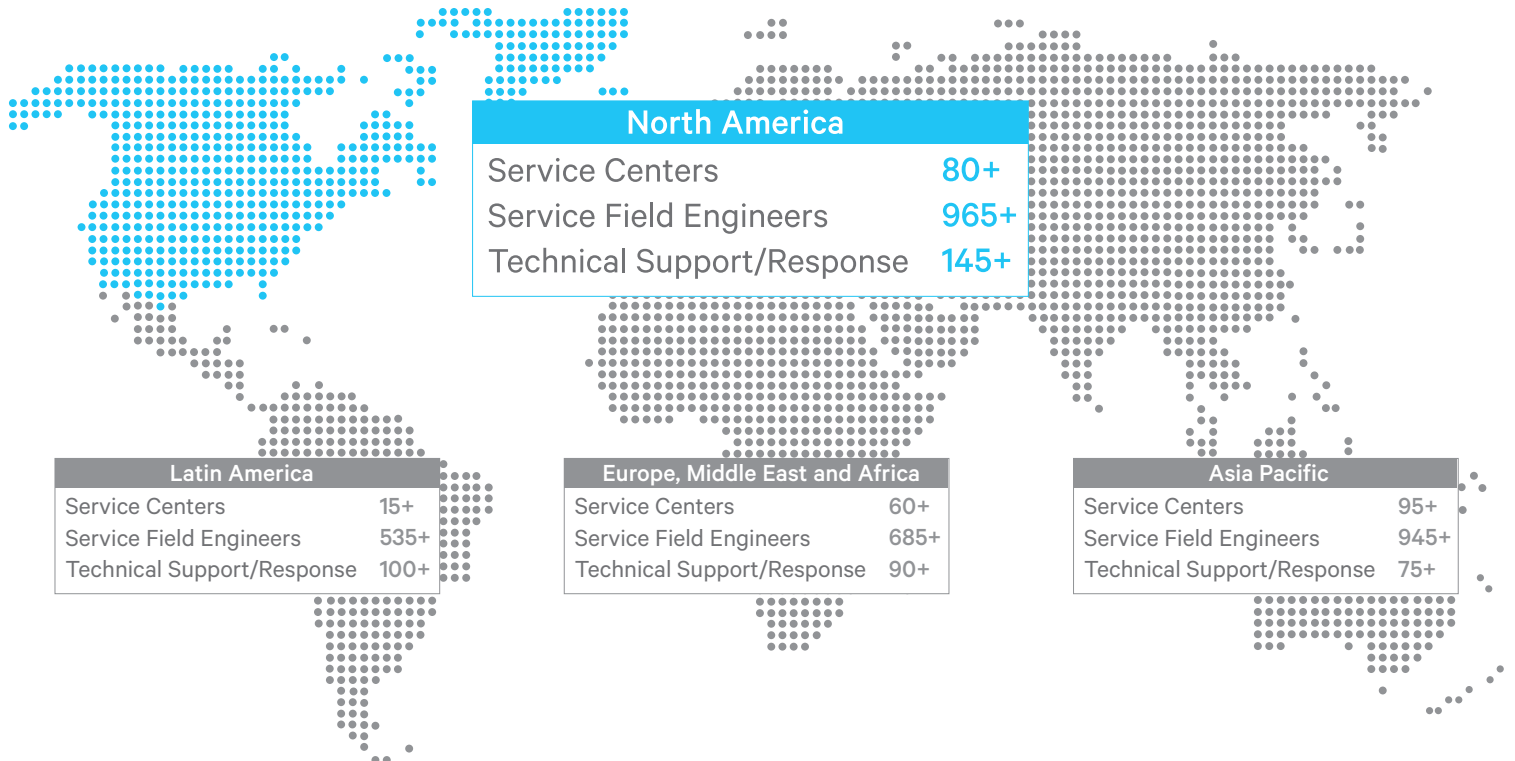 North America
Service Centers 80+
Service Field Engineers 965+
Technical Support/Response 145+
Latin America
Service Centers 15+
Service Field Engineers 535+
Technical Support/Response 100+
Europe, Middle East and Africa
Service Centers 60+
Service Field Engineers 685+
Technical Support/Response 90+
Asia Pacific
Service Centers 95+
Service Field Engineers 945+
Technical Support/Response 75+